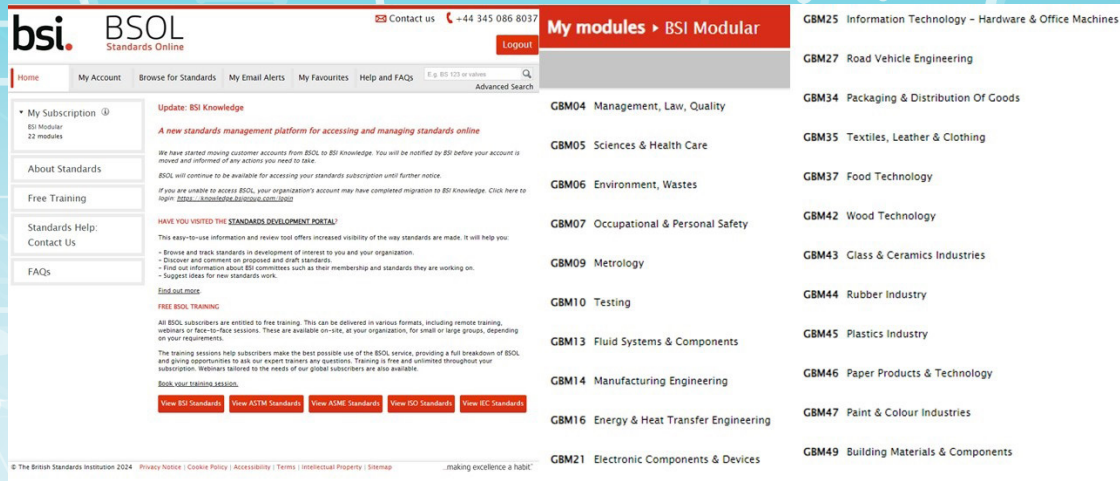 bsi.
BSOL
Standards Online
Contact us
+44 345 086 8037
Logout
Home
My Account
Browse for Standards
My Email Alerts
My Favourites
Help and FAQs
E.g. BS 123 or valves
Advanced Search
My Subscription
BSI Modular
22 modules
About Standards
Free Training
Standards Help:
Contact Us
FAQs
Update: BSI Knowledge
A new standards management platform for accessing and managing standards online
We have started moving customer accounts from BSOL to BSI Knowledge. You will be notified by BSI before your account is
moved and informed of any actions you need to take.
BSOL will continue to be available for accessing your standards subscription until further notice.
If you are unable to access BSOL, your organization's account may have completed migration to BSI Knowledge. Click here to
login: https://knowledge.bsigroup.com/login
HAVE YOU VISITED THE STANDARDS DEVELOPMENT PORTAL?
This easy-to-use information and review tool offers increased visibility of the way standards are made. It will help you:
- Browse and track standards in development of interest to you and your organization.
- Discover and comment on proposed and draft standards.
- Find out information about BSI committees such as their membership and standards they are working on.
- Suggest ideas for new standards work.
Find out more.
FREE BSOL TRAINING
All BSOL subscribers are entitled to free training. This can be delivered in various formats, including remote training,
webinars or face-to-face sessions. These are available on-site, at your organization, for small or large groups, depending
on your requirements.
The training sessions help subscribers make the best possible use of the BSOL service, providing a full breakdown of BSOL
and giving opportunities to ask our expert trainers any questions. Training is free and unlimited throughout your
subscription. Webinars tailored to the needs of our global subscribers are also available.
Book your training session.
View BSI Standards
View ASTM Standards
View ASME Standards
View ISO Standards
View IEC Standards
© The British Standards Institution 2024 Privacy Notice | Cookie Policy | Accessibility | Terms | Intellectual Property | Sitemap
...making excellence a habit.™
My modules ▸ BSI Modular
GBM04 Management, Law, Quality
GBM05 Sciences & Health Care
GBM06 Environment, Wastes
GBM07 Occupational & Personal Safety
GBM09 Metrology
GBM10 Testing
GBM13 Fluid Systems & Components
GBM14 Manufacturing Engineering
GBM16 Energy & Heat Transfer Engineering
GBM21 Electronic Components & Devices
GBM25 Information Technology - Hardware & Office Machines
GBM27 Road Vehicle Engineering
GBM34 Packaging & Distribution Of Goods
GBM35 Textiles, Leather & Clothing
GBM37 Food Technology
GBM42 Wood Technology
GBM43 Glass & Ceramics Industries
GBM44 Rubber Industry
GBM45 Plastics Industry
GBM46 Paper Products & Technology
GBM47 Paint & Colour Industries
GBM49 Building Materials & Components